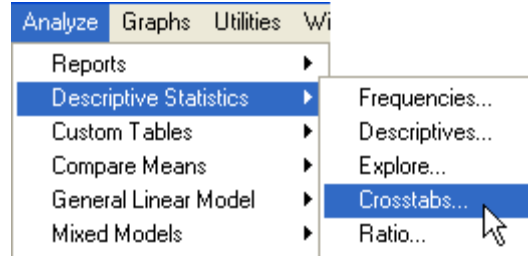 Analyze Graphs Utilities
Reports
Descriptive Statistics
Custom Tables
Compare Means
General Linear Model
Mixed Models
Frequencies...
Descriptives...
Explore...
Crosstabs...
Ratio...